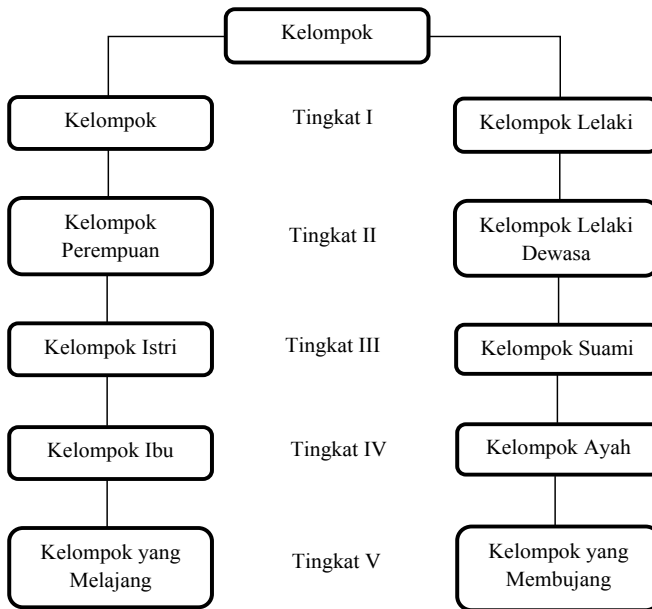 Kelompok
Kelompok
Tingkat I
Kelompok Lelaki
Kelompok
Perempuan
Tingkat II
Kelompok Lelaki
Dewasa
Kelompok Istri
Tingkat III
Kelompok Suami
Kelompok Ibu
Tingkat IV
Kelompok Ayah
Kelompok yang
Melajang
Tingkat V
Kelompok yang
Membujang